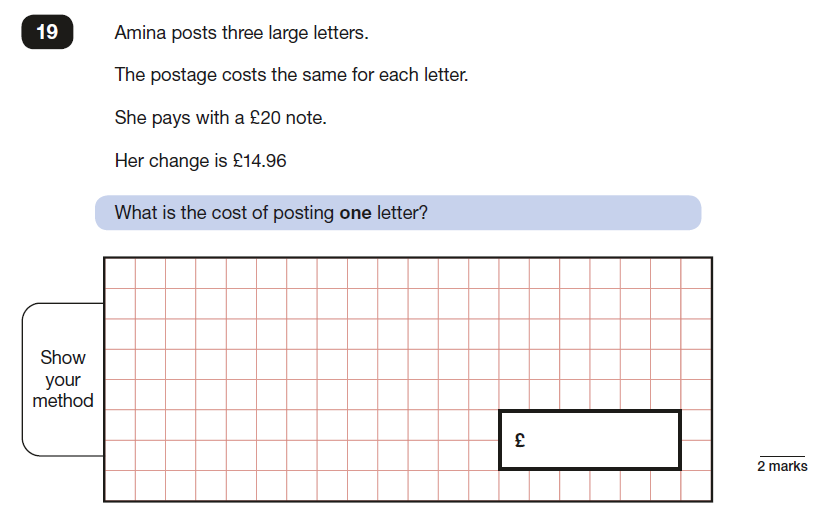 19
Amina posts three large letters.
The postage costs the same for each letter.
She pays with a £20 note.
Her change is £14.96
What is the cost of posting one letter?
Show
your
method
£
2 marks